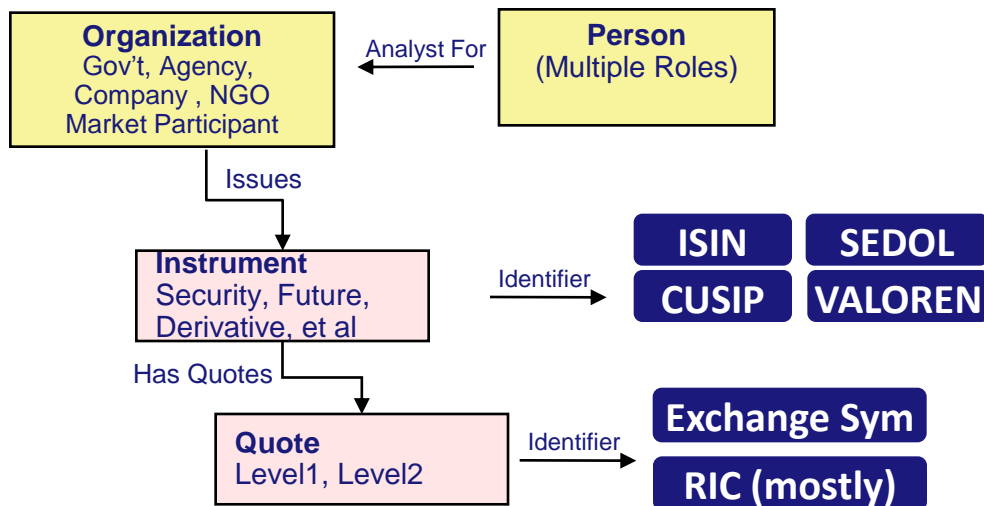 Organization
Gov't, Agency,
Company , NGO
Market Participant
Analyst For
Person
(Multiple Roles)
Issues
Instrument
Security, Future,
Derivative, et al
Identifier
ISIN
SEDOL
CUSIP
VALOREN
Has Quotes
Quote
Level1, Level2
Identifier
Exchange Sym
RIC (mostly)